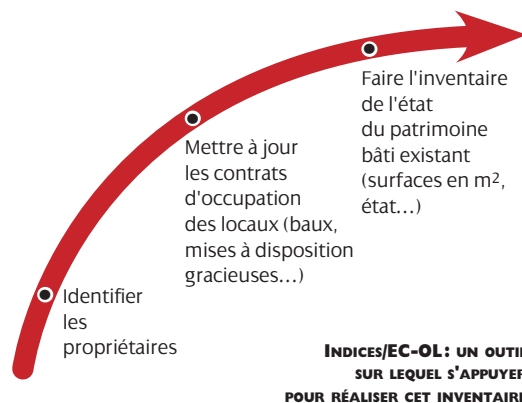 Faire l'inventaire
de l'état
du patrimoine
bâti existant
(surfaces en m²,
état…)
Mettre à jour
les contrats
d'occupation
des locaux (baux,
mises à disposition
gracieuses…)
Identifier
les
propriétaires
INDICES/EC-OL: UN OUTIL
SUR LEQUEL S'APPUYER
POUR RÉALISER CET INVENTAIRE